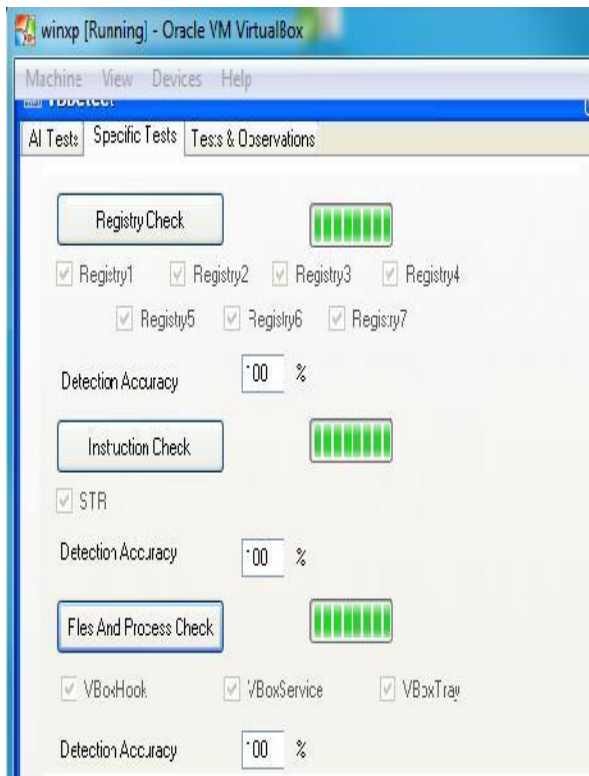 winxp [Running] - Oracle VM VirtualBox
Machine View Devices Help
VBDetect
All Tests Specific Tests Tests & Observations
Registry Check
Registry1 Registry2 Registry3 Registry4
Registry5 Registry6 Registry7
Detection Accuracy 100 %
Instruction Check
STR
Detection Accuracy 100 %
Files And Process Check
VBoxHook VBoxService VBoxTray
Detection Accuracy 100 %